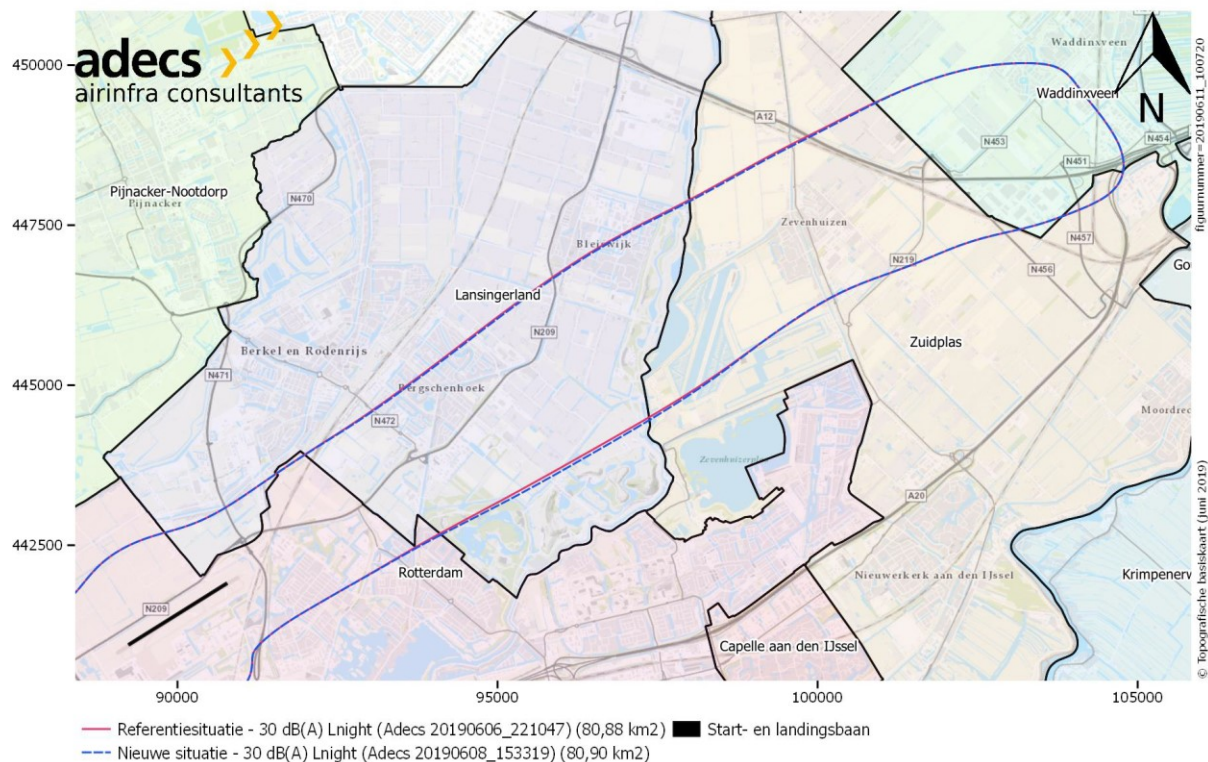 adecs
airinfra consultants
450000
447500
445000
442500
90000
95000
100000
105000
N
figuurnummer=20190611_100720
© Topografische basiskaart (juni 2019)
Waddinxveen
Waddinxveen
A12
N453
N454
N451
Pijnacker-Nootdorp
Pijnacker
N470
Bleiswijk
Zevenhuizen
N457
N219
N456
Gou
Lansingerland
N209
Zuidplas
Berkel en Rodenrijs
N471
Bergschenhoek
N472
Moordrec
Zevenhuizerpl
A20
Rotterdam
Nieuwerkerk aan den IJssel
Krimpenerw
N209
Capelle aan den IJssel
Referentiesituatie - 30 dB(A) Lnight (Adecs 20190606_221047) (80,88 km2)
Start- en landingsbaan
Nieuwe situatie - 30 dB(A) Lnight (Adecs 20190608_153319) (80,90 km2)